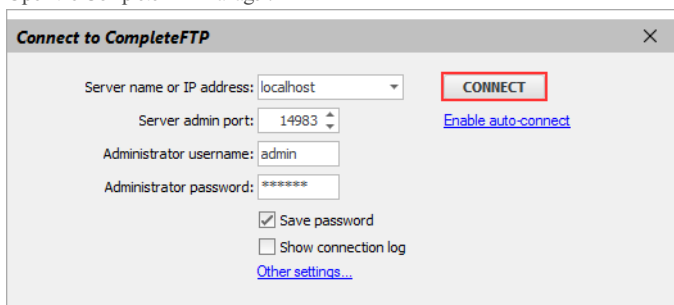 Connect to CompleteFTP
Server name or IP address: localhost CONNECT
Server admin port: 14983 Enable auto-connect
Administrator username: admin
Administrator password: ******
Save password
Show connection log
Other settings...